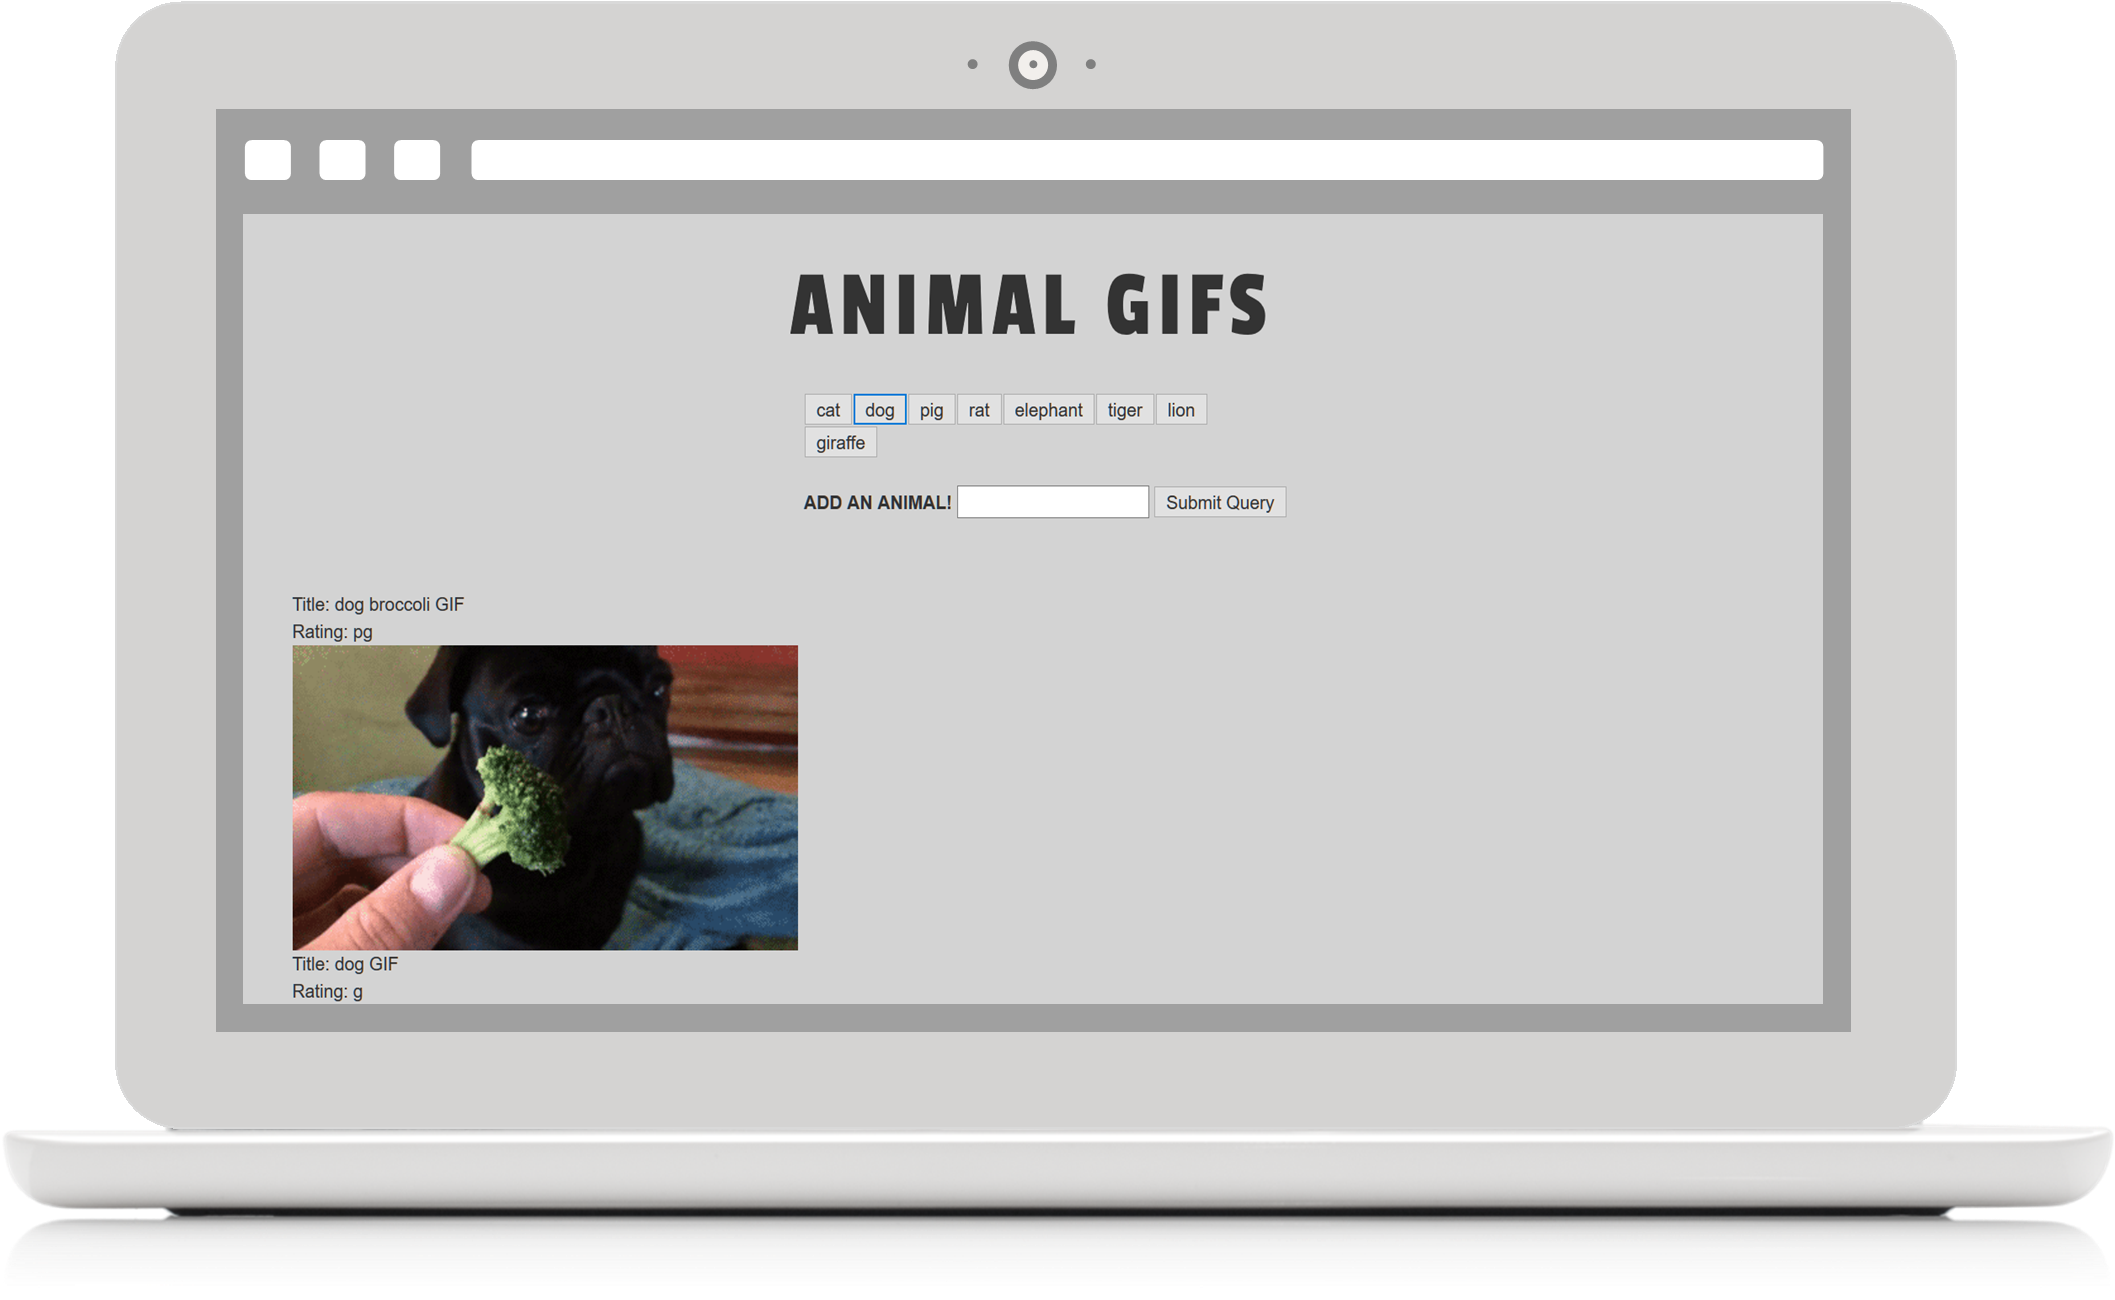 ANIMAL GIFS
cat dog pig rat elephant tiger lion
giraffe
ADD AN ANIMAL! Submit Query
Title: dog broccoli GIF
Rating: pg
Title: dog GIF
Rating: g